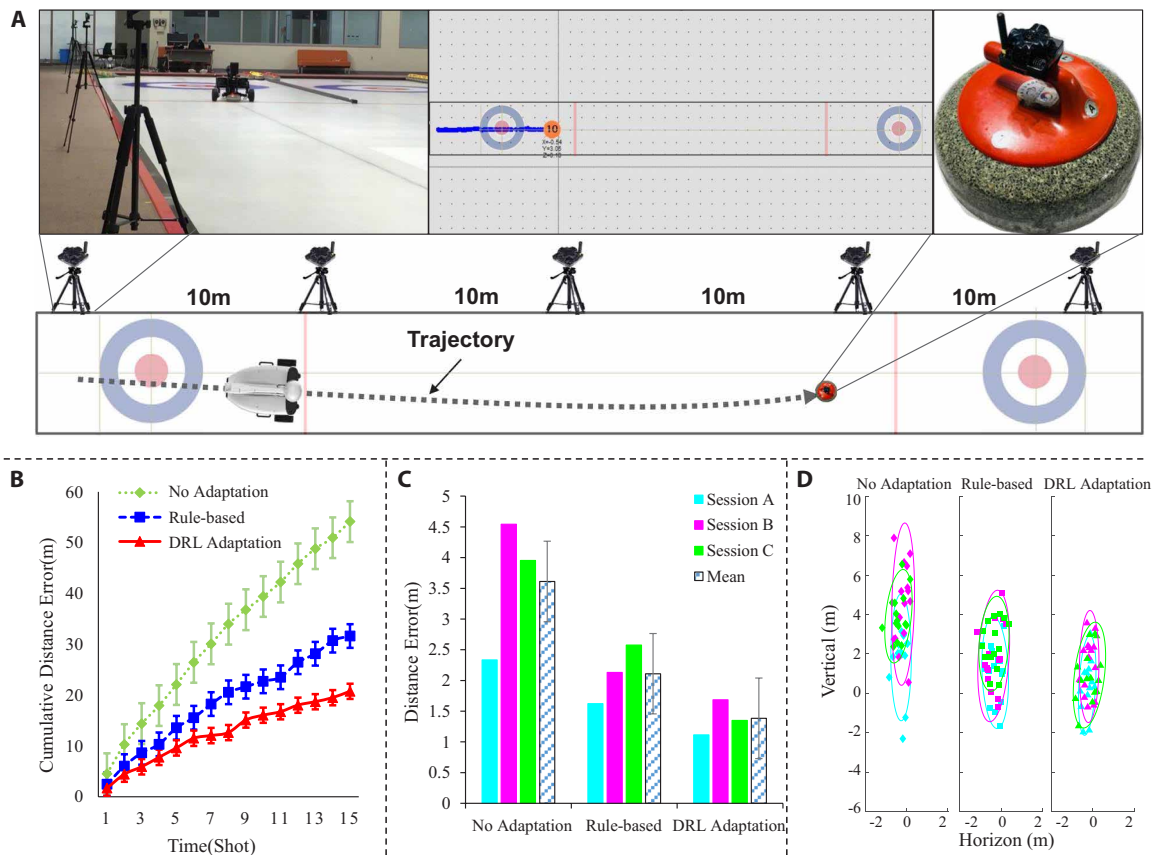 A
10
X=-0.54
Y=3.06
Z=0.10
A
10m 10m 10m 10m
Trajectory
B
60
50
40
30
20
10
0
No Adaptation
Rule-based
DRL Adaptation
Cumulative Distance Error(m)
1 3 5 7 9 11 13 15
Time(Shot)
C
5
4.5
4
3.5
3
2.5
2
1.5
1
0.5
0
Session A
Session B
Session C
Mean
Distance Error(m)
No Adaptation Rule-based DRL Adaptation
D
No Adaptation Rule-based DRL Adaptation
10
8
6
4
2
0
-2
-4
-6
Vertical (m)
-2 0 2 -2 0 2 -2 0 2
Horizon (m)